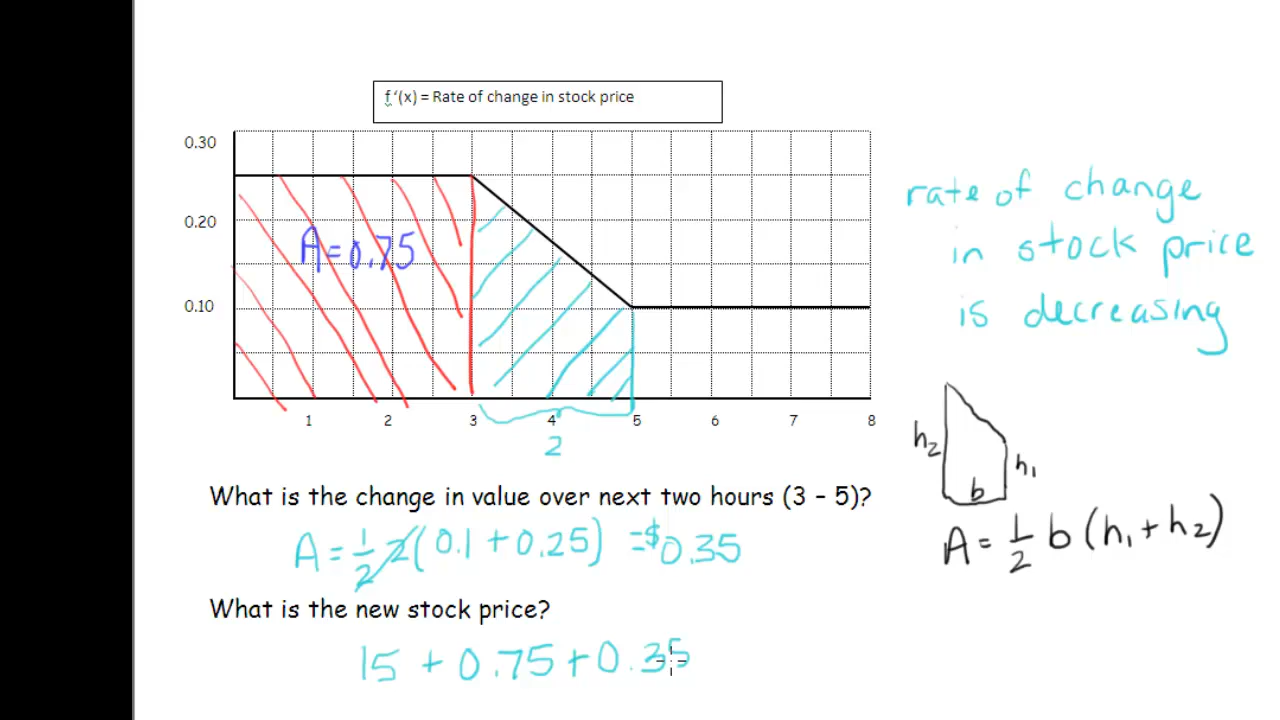 f '(x) = Rate of change in stock price
0.30
0.20
0.10
A = 0.75
1 2 3 4 5 6 7 8
2
rate of change
in stock price
is decreasing
h2
h1
b
A = 1/2 b (h1 + h2)
What is the change in value over next two hours (3 – 5)?
A = 1/2 2 (0.1 + 0.25) = $0.35
What is the new stock price?
15 + 0.75 + 0.35